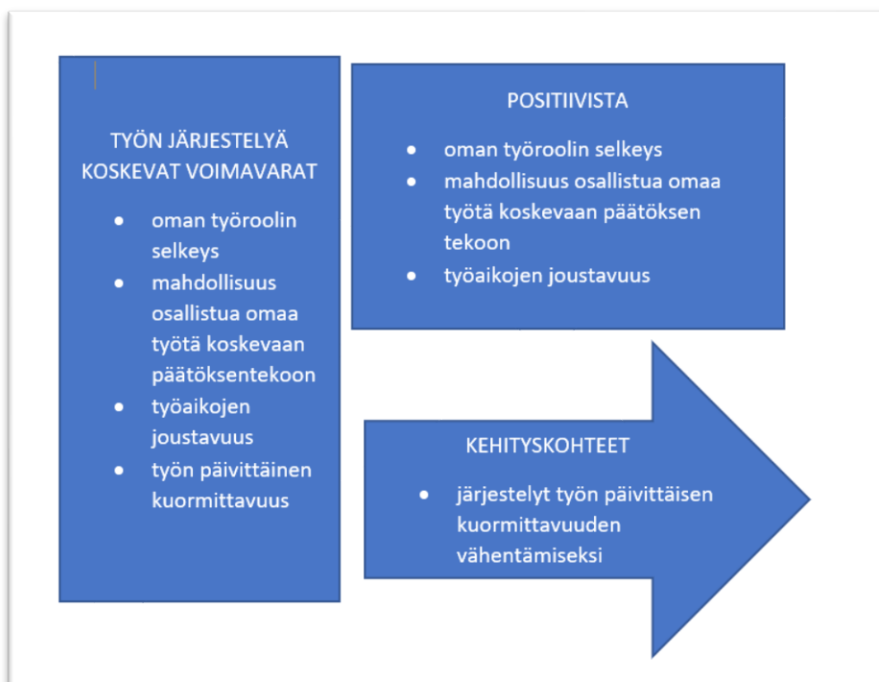 TYÖN JÄRJESTELYÄ
KOSKEVAT VOIMAVARAT
• oman työroolin
selkeys
• mahdollisuus
osallistua omaa
työtä koskevaan
päätöksentekoon
• työaikojen
joustavuus
• työn päivittäinen
kuormittavuus
POSITIIVISTA
• oman työroolin selkeys
• mahdollisuus osallistua omaa
työtä koskevaan päätöksen
tekoon
• työaikojen joustavuus
KEHITYSKOHTEET
• järjestelyt työn päivittäisen
kuormittavuuden
vähentämiseksi